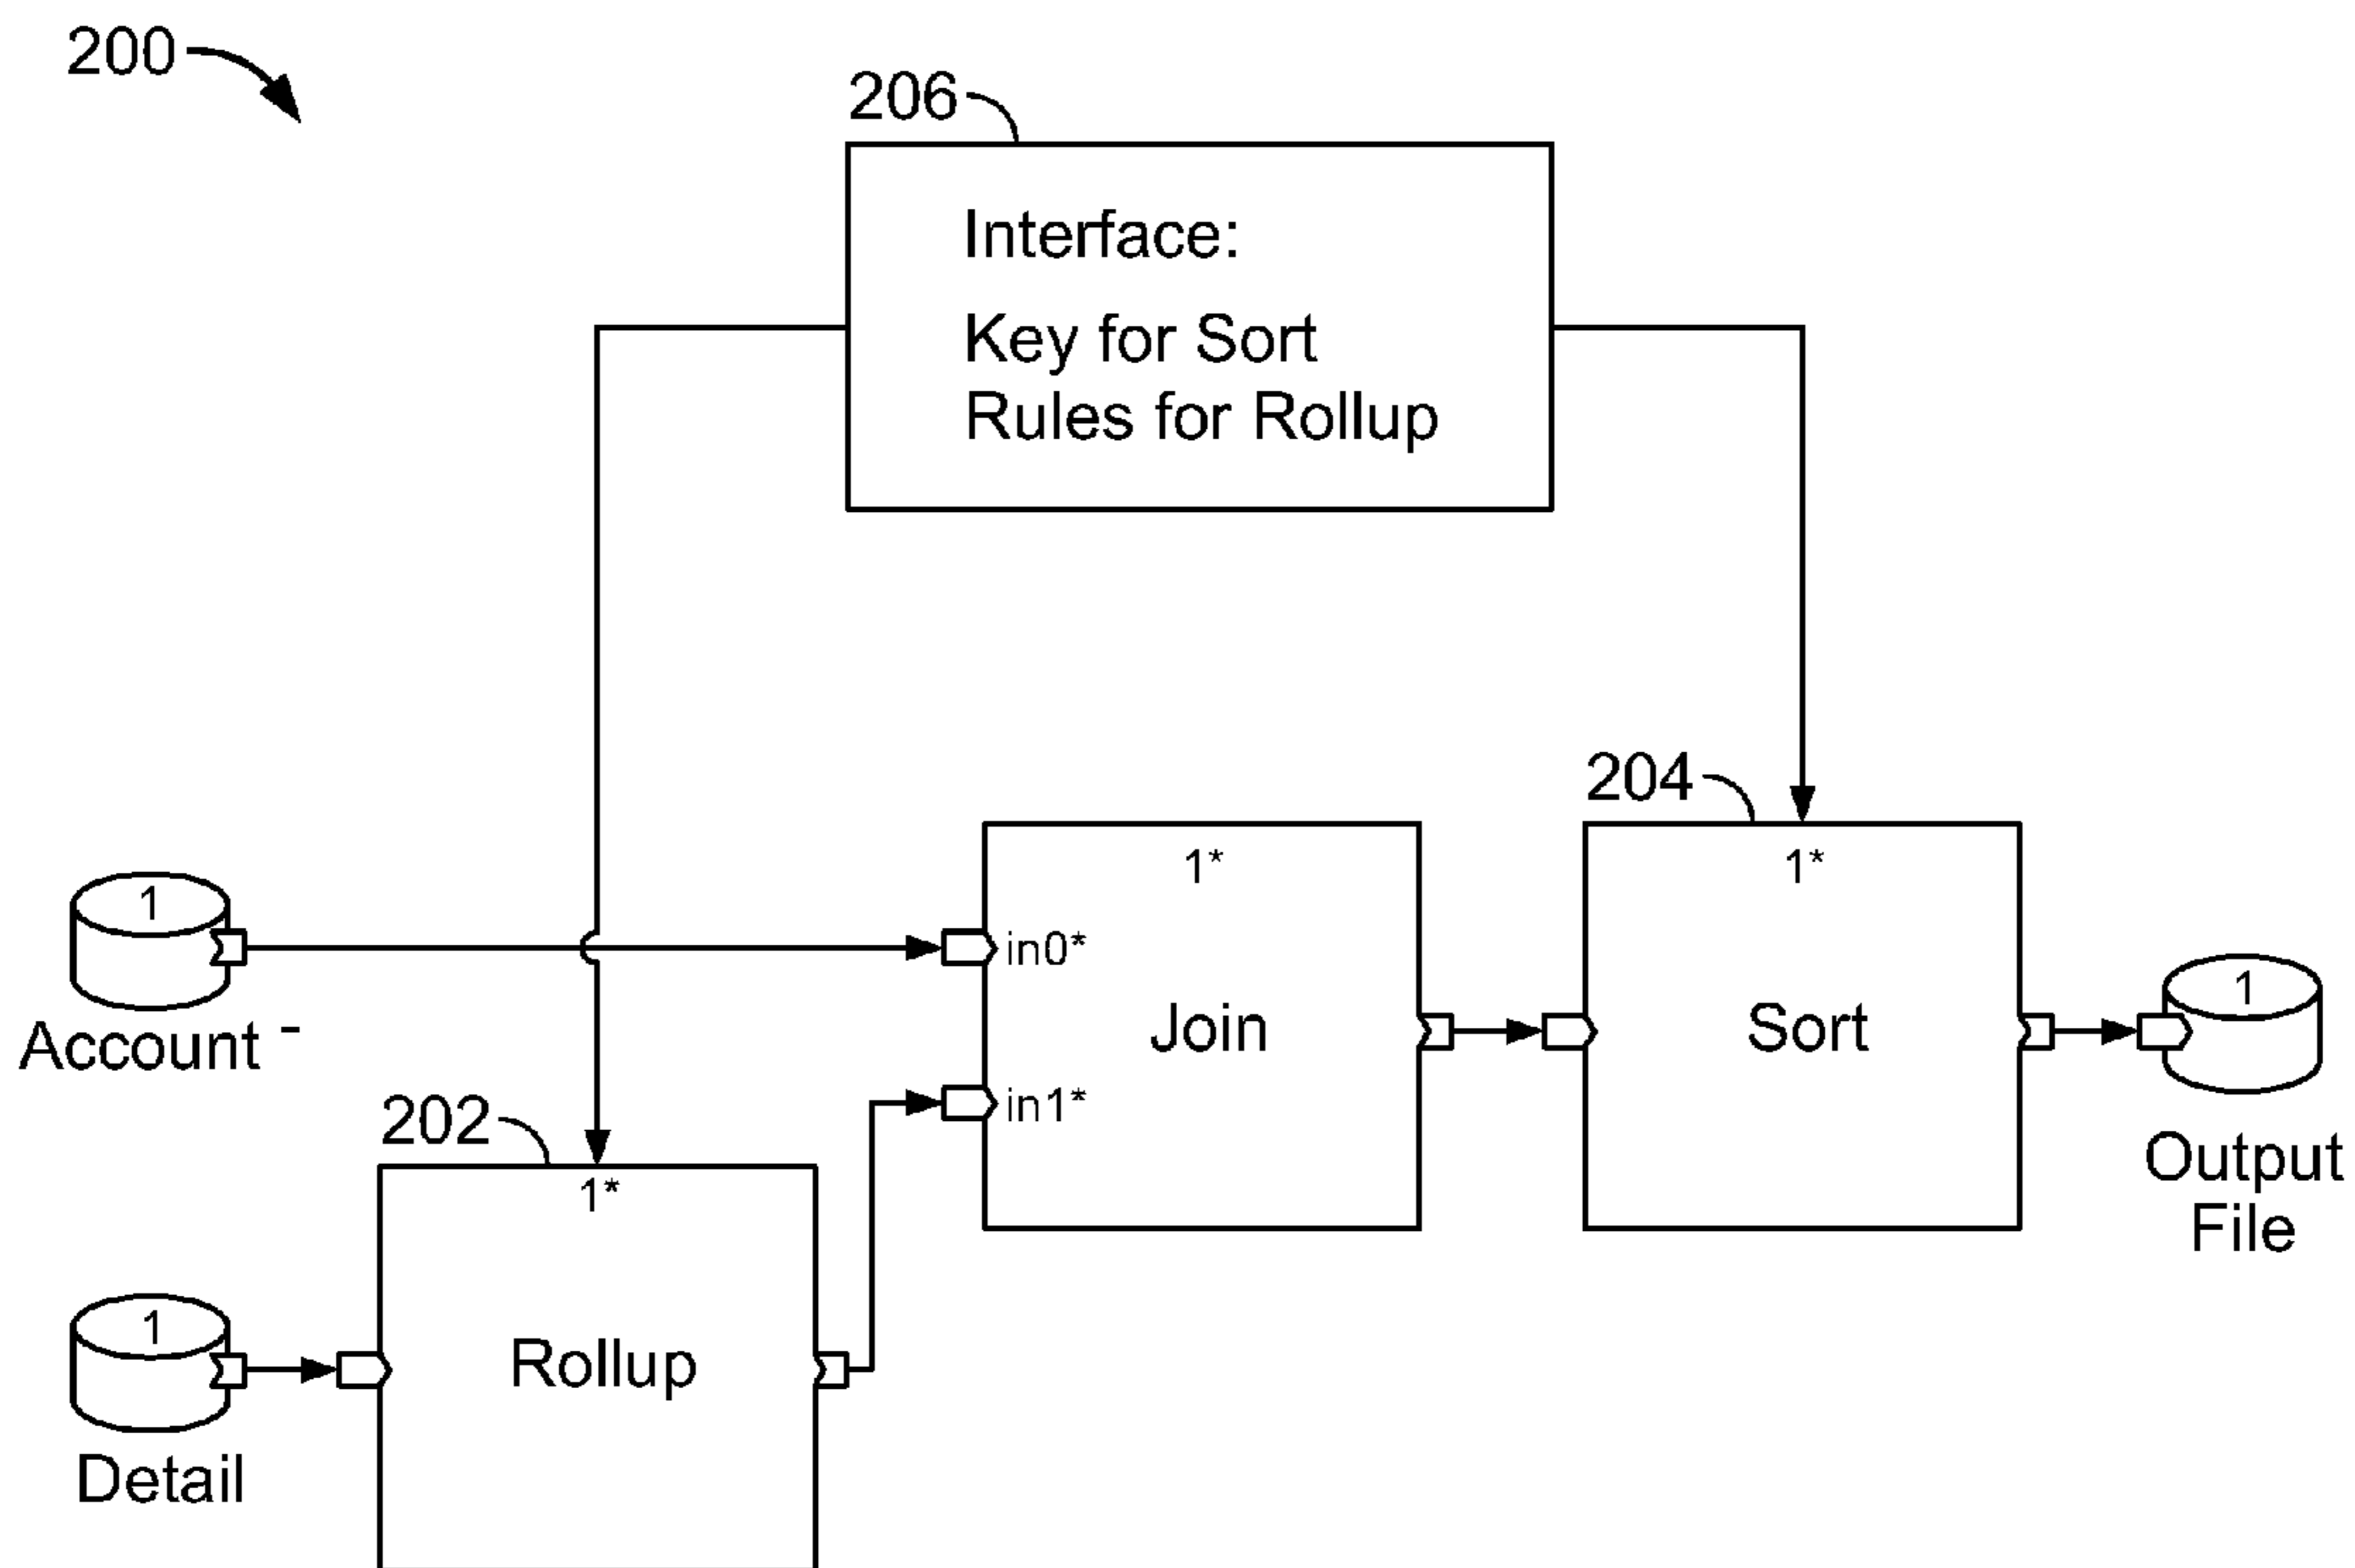 200
206
Interface:
Key for Sort
Rules for Rollup
204
1*
1*
1
in0*
1
Account -
Join
Sort
202
in1*
1*
Output
File
1
Rollup
Detail